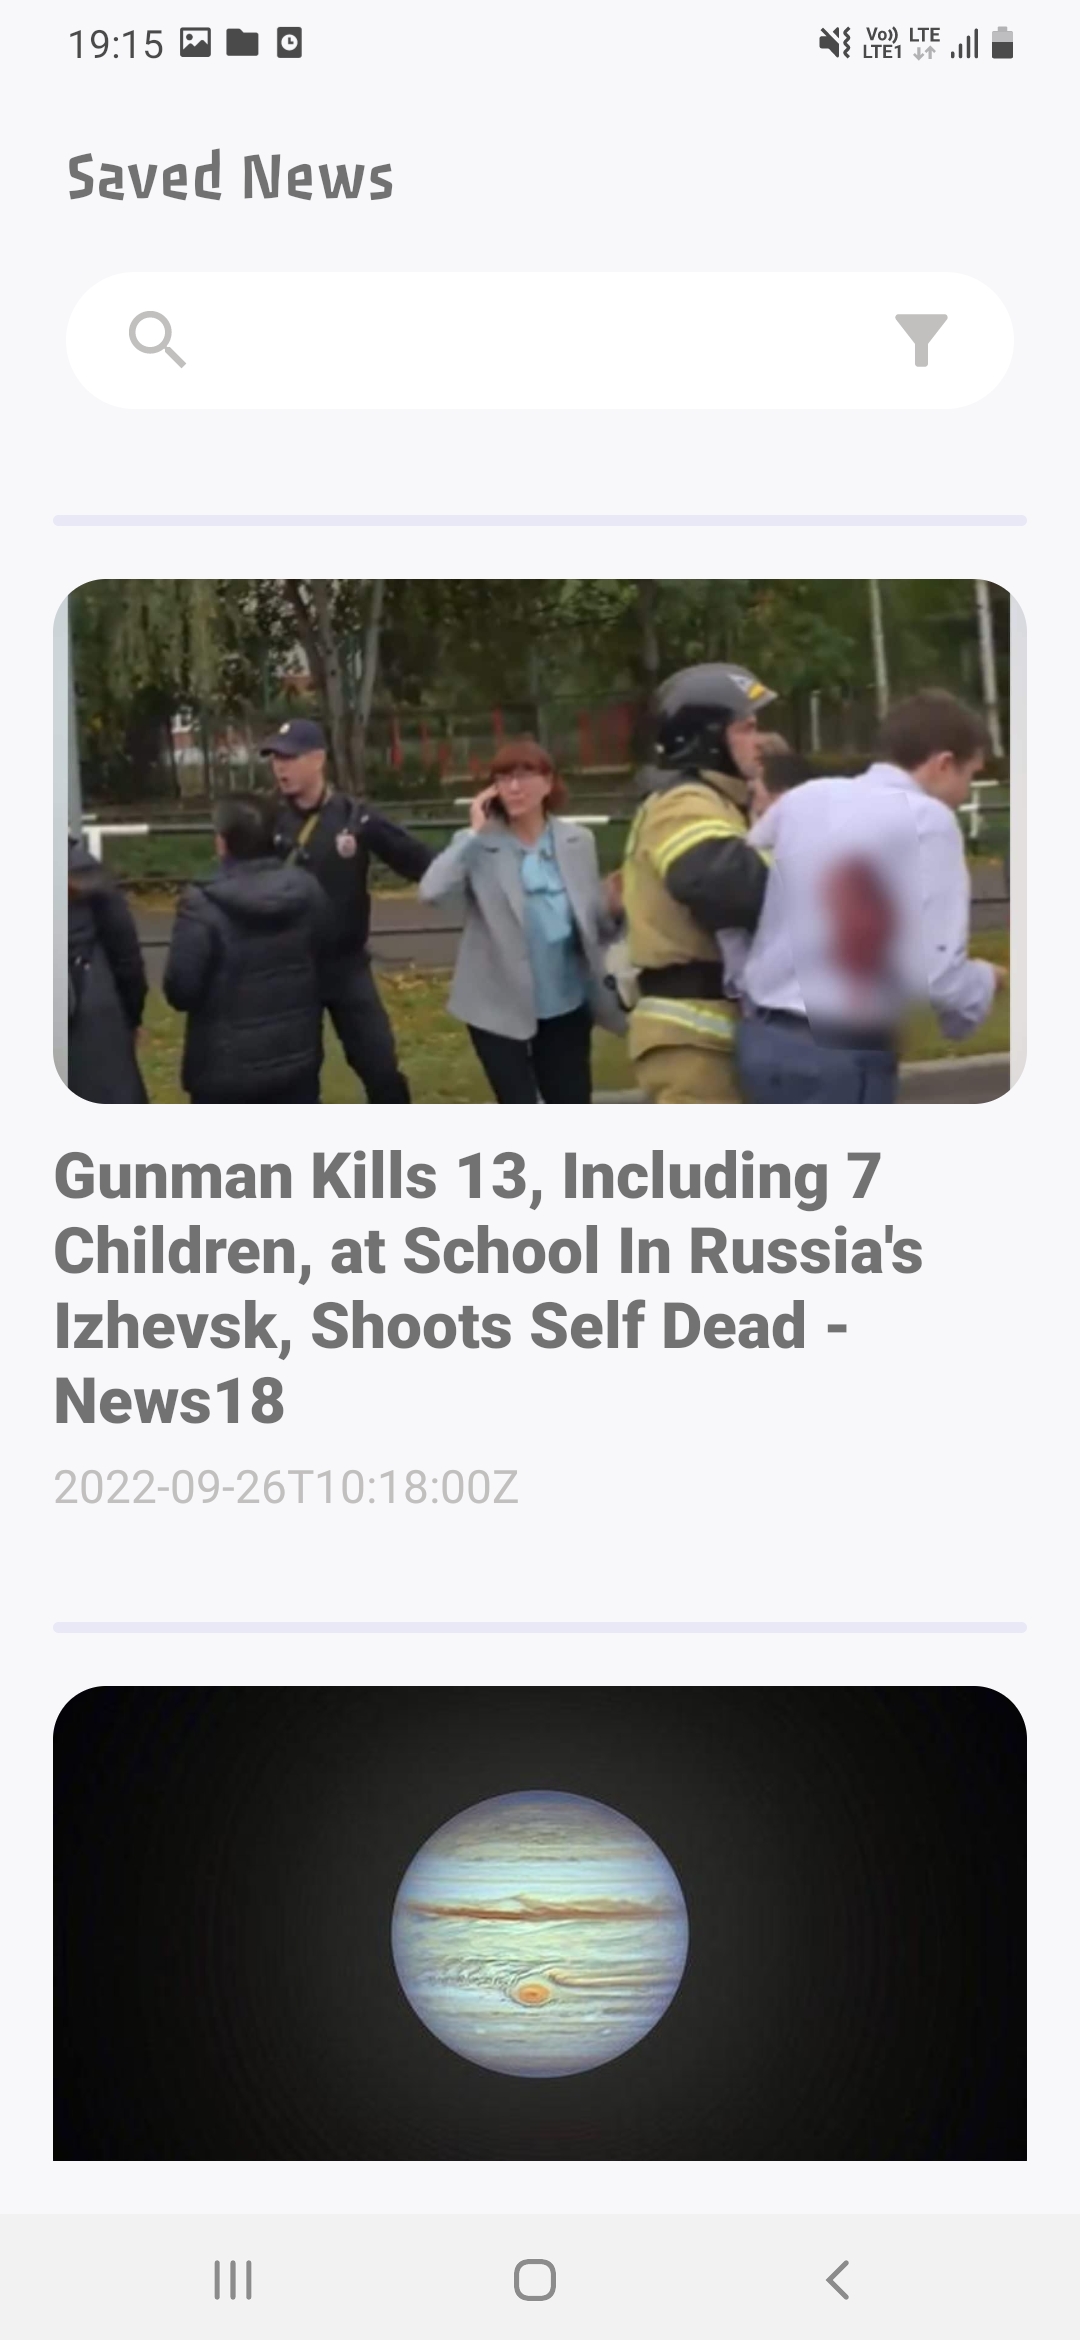 19:15
Vo)) LTE
LTE1
Saved News
Gunman Kills 13, Including 7
Children, at School In Russia's
Izhevsk, Shoots Self Dead -
News18
2022-09-26T10:18:00Z